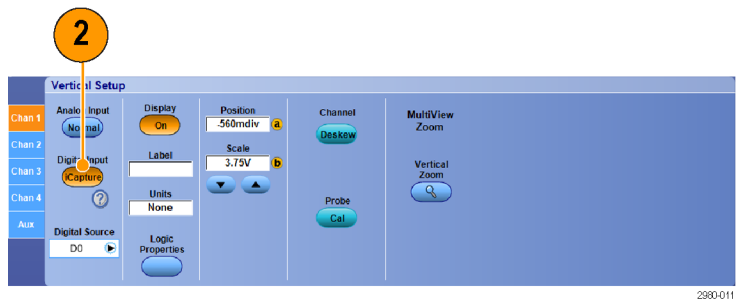 2
Vertical Setup
Chan 1
Chan 2
Chan 3
Chan 4
Aux
Analog Input
Normal
Digital Input
iCapture
?
Digital Source
D0
Display
On
Label
Units
None
Logic
Properties
Position
-560mdiv
a
Scale
3.75V
b
Channel
Deskew
Probe
Cal
MultiView
Zoom
Vertical
Zoom
2980-011